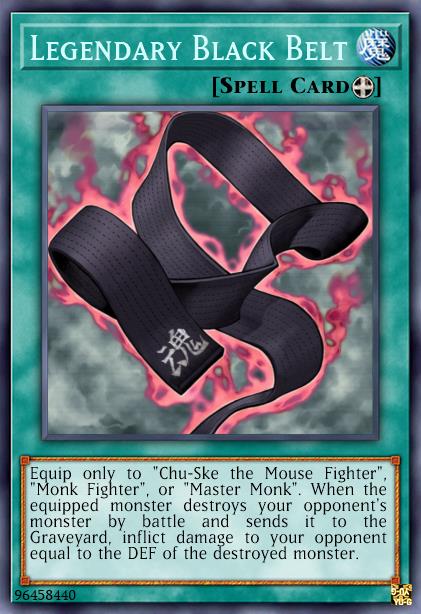 Legendary Black Belt
魔
[Spell Card]
魂
Equip only to "Chu-Ske the Mouse Fighter",
"Monk Fighter", or "Master Monk". When the
equipped monster destroys your opponent's
monster by battle and sends it to the
Graveyard, inflict damage to your opponent
equal to the DEF of the destroyed monster.
96458440